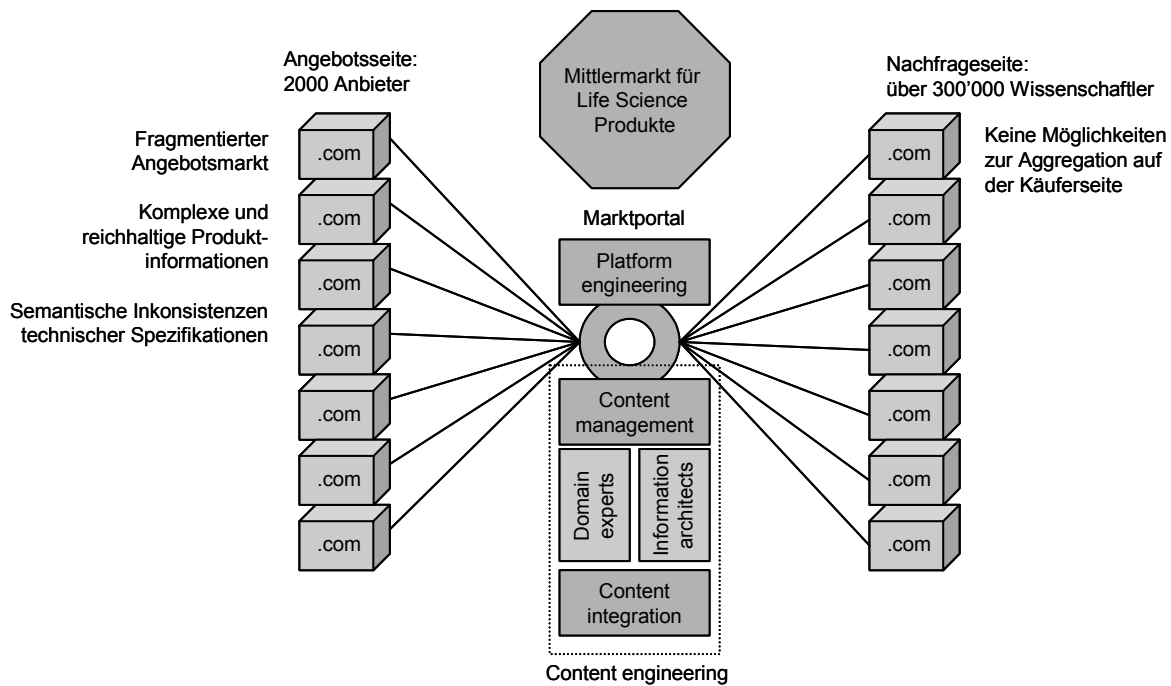 Angebotsseite:
2000 Anbieter
Mittlermarkt für
Life Science
Produkte
Nachfrageseite:
über 300'000 Wissenschaftler
Fragmentierter
Angebotsmarkt
Komplexe und
reichhaltige Produkt-
informationen
Semantische Inkonsistenzen
technischer Spezifikationen
.com
.com
.com
.com
.com
.com
.com
Marktportal
Platform
engineering
Content
management
Domain
experts
Information
architects
Content
integration
Content engineering
.com
.com
.com
.com
.com
.com
.com
Keine Möglichkeiten
zur Aggregation auf
der Käuferseite